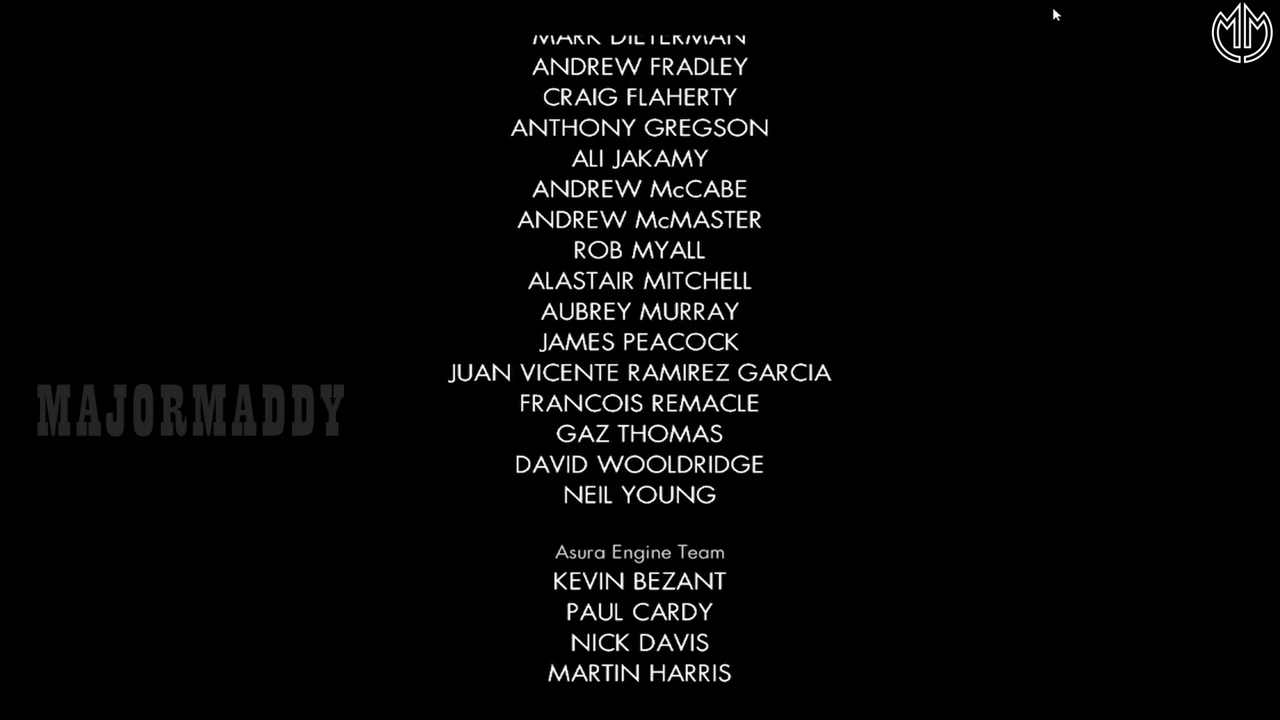 MARK DIETERMAN
ANDREW FRADLEY
CRAIG FLAHERTY
ANTHONY GREGSON
ALI JAKAMY
ANDREW McCABE
ANDREW McMASTER
ROB MYALL
ALASTAIR MITCHELL
AUBREY MURRAY
JAMES PEACOCK
JUAN VICENTE RAMIREZ GARCIA
MAJORMADDY
FRANCOIS REMACLE
GAZ THOMAS
DAVID WOOLDRIDGE
NEIL YOUNG
Asura Engine Team
KEVIN BEZANT
PAUL CARDY
NICK DAVIS
MARTIN HARRIS